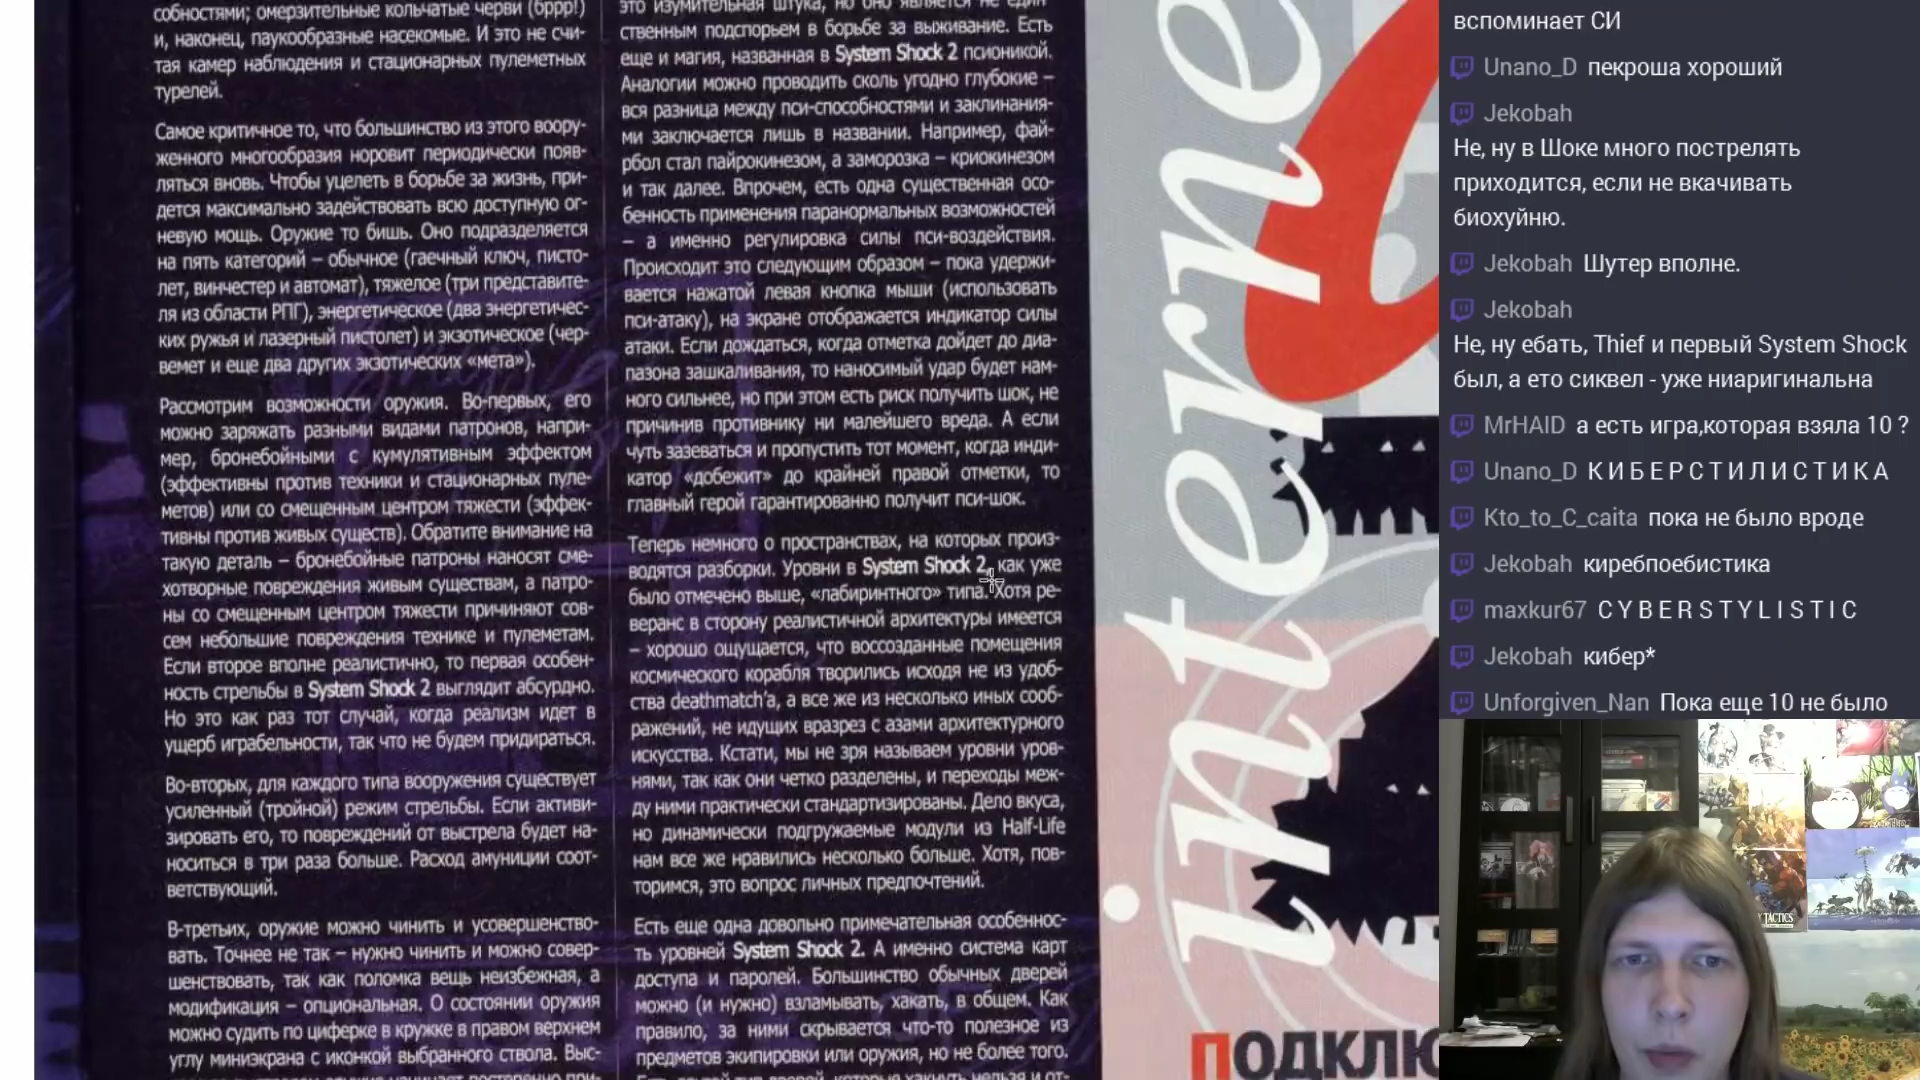 собностями; омерзительные кольчатые черви (бррр!)
и, наконец, паукообразные насекомые. И это не счи-
тая камер наблюдения и стационарных пулеметных
турелей.
Самое критичное то, что большинство из этого воору-
женного многообразия норовит периодически появ-
ляться вновь. Чтобы уцелеть в борьбе за жизнь, при-
дется максимально задействовать всю доступную ог-
невую мощь. Оружие то бишь. Оно подразделяется
на пять категорий – обычное (гаечный ключ, писто-
лет, винчестер и автомат), тяжелое (три представите-
ля из области РПГ), энергетическое (два энергетичес-
ких ружья и лазерный пистолет) и экзотическое (чер-
вемет и еще два других экзотических «мета»).
Рассмотрим возможности оружия. Во-первых, его
можно заряжать разными видами патронов, напри-
мер, бронебойными с кумулятивным эффектом
(эффективны против техники и стационарных пуле-
метов) или со смещенным центром тяжести (эффек-
тивны против живых существ). Обратите внимание на
такую деталь – бронебойные патроны наносят сме-
хотворные повреждения живым существам, а патро-
ны со смещенным центром тяжести причиняют сов-
сем небольшие повреждения технике и пулеметам.
Если второе вполне реалистично, то первая особен-
ность стрельбы в System Shock 2 выглядит абсурдно.
Но это как раз тот случай, когда реализм идет в
ущерб играбельности, так что не будем придираться.
Во-вторых, для каждого типа вооружения существует
усиленный (тройной) режим стрельбы. Если активи-
зировать его, то повреждений от выстрела будет на-
носиться в три раза больше. Расход амуниции соот-
ветствующий.
В-третьих, оружие можно чинить и усовершенство-
вать. Точнее не так – нужно чинить и можно совер-
шенствовать, так как поломка вещь неизбежная, а
модификация – опциональная. О состоянии оружия
можно судить по циферке в кружке в правом верхнем
углу миниэкрана с иконкой выбранного ствола. Выс-
это изумительная штука, но оно является не един-
ственным подспорьем в борьбе за выживание. Есть
еще и магия, названная в System Shock 2 псионикой.
Аналогии можно проводить сколь угодно глубокие –
вся разница между пси-способностями и заклинания-
ми заключается лишь в названии. Например, фай-
рбол стал пайрокинезом, а заморозка – криокинезом
и так далее. Впрочем, есть одна существенная осо-
бенность применения паранормальных возможностей
– а именно регулировка силы пси-воздействия.
Происходит это следующим образом – пока удержи-
вается нажатой левая кнопка мыши (использовать
пси-атаку), на экране отображается индикатор силы
атаки. Если дождаться, когда отметка дойдет до диа-
пазона зашкаливания, то наносимый удар будет нам-
ного сильнее, но при этом есть риск получить шок, не
причинив противнику ни малейшего вреда. А если
чуть зазеваться и пропустить тот момент, когда инди-
катор «добежит» до крайней правой отметки, то
главный герой гарантированно получит пси-шок.
Теперь немного о пространствах, на которых произ-
водятся разборки. Уровни в System Shock 2, как уже
было отмечено выше, «лабиринтного» типа. Хотя ре-
веранс в сторону реалистичной архитектуры имеется
– хорошо ощущается, что воссозданные помещения
космического корабля творились исходя не из удоб-
ства deathmatch'а, а все же из несколько иных сооб-
ражений, не идущих вразрез с азами архитектурного
искусства. Кстати, мы не зря называем уровни уров-
нями, так как они четко разделены, и переходы меж-
ду ними практически стандартизированы. Дело вкуса,
но динамически подгружаемые модули из Half-Life
нам все же нравились несколько больше. Хотя, пов-
торимся, это вопрос личных предпочтений.
Есть еще одна довольно примечательная особеннос-
ть уровней System Shock 2. А именно система карт
доступа и паролей. Большинство обычных дверей
можно (и нужно) взламывать, хакать, в общем. Как
правило, за ними скрывается что-то полезное из
предметов экипировки или оружия, но не более того.
interne
ПОДКЛЮ
вспоминает СИ
Unano_D пекроша хороший
Jekobah
Не, ну в Шоке много пострелять
приходится, если не вкачивать
биохуйню.
Jekobah Шутер вполне.
Jekobah
Не, ну ебать, Thief и первый System Shock
был, а ето сиквел - уже ниаригинальна
MrHAID а есть игра,которая взяла 10 ?
Unano_D К И Б Е Р С Т И Л И С Т И К А
Kto_to_C_caita пока не было вроде
Jekobah киребпоебистика
maxkur67 C Y B E R S T Y L I S T I C
Jekobah кибер*
Unforgiven_Nan Пока еще 10 не было
TACTICS